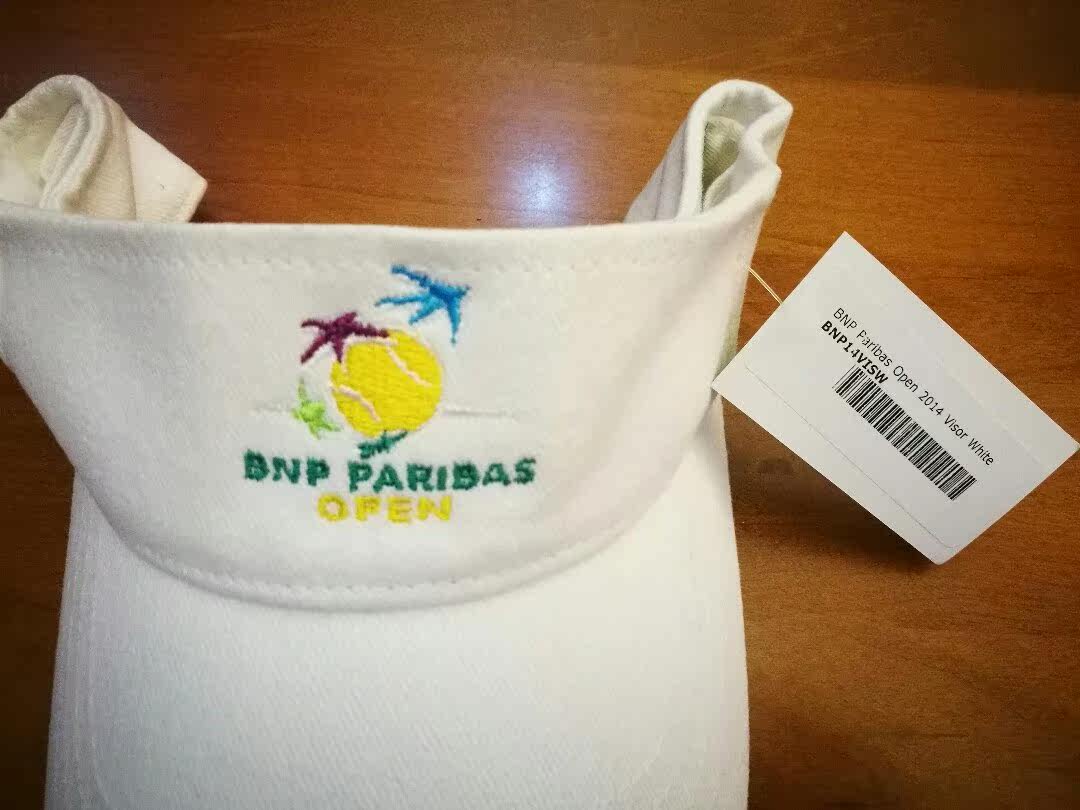 BNP PARIBAS
OPEN
BNP Paribas Open 2014 Visor White
BNP14VISW